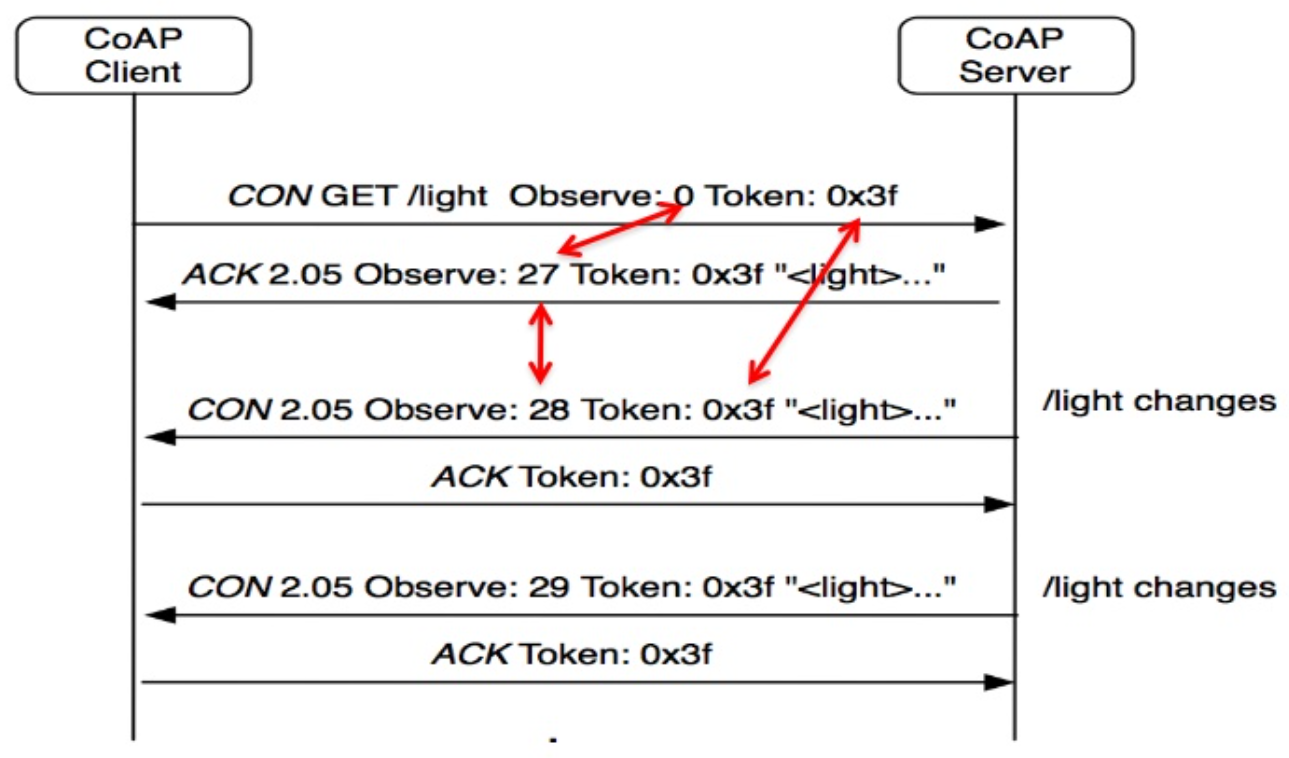 CoAP
Client
CoAP
Server
CON GET /light Observe: 0 Token: 0x3f
ACK 2.05 Observe: 27 Token: 0x3f "<light>..."
CON 2.05 Observe: 28 Token: 0x3f "<light>..."
/light changes
ACK Token: 0x3f
CON 2.05 Observe: 29 Token: 0x3f "<light>..."
/light changes
ACK Token: 0x3f